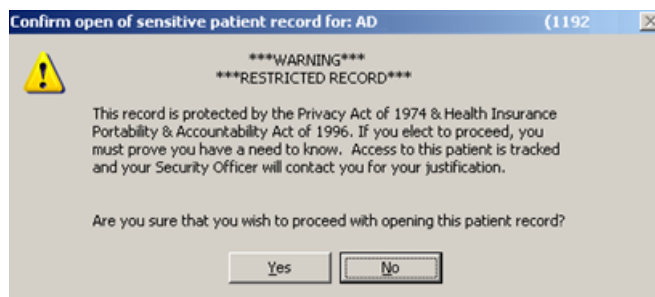 Confirm open of sensitive patient record for: AD (1192
***WARNING***
***RESTRICTED RECORD***
This record is protected by the Privacy Act of 1974 & Health Insurance
Portability & Accountability Act of 1996. If you elect to proceed, you
must prove you have a need to know. Access to this patient is tracked
and your Security Officer will contact you for your justification.
Are you sure that you wish to proceed with opening this patient record?
Yes No